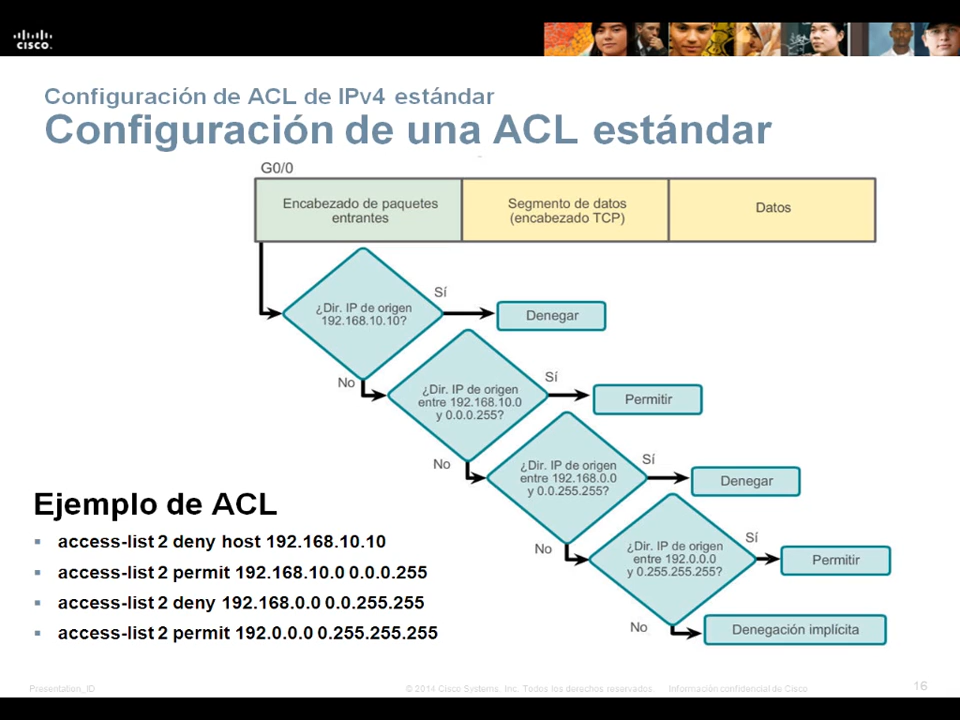 CISCO
Configuración de ACL de IPv4 estándar
Configuración de una ACL estándar
G0/0
Encabezado de paquetes
entrantes
Segmento de datos
(encabezado TCP)
Datos
¿Dir. IP de origen
192.168.10.10?
Sí
Denegar
No
¿Dir. IP de origen
entre 192.168.10.0
y 0.0.0.255?
Sí
Permitir
No
¿Dir. IP de origen
entre 192.168.0.0
y 0.0.255.255?
Sí
Denegar
No
¿Dir. IP de origen
entre 192.0.0.0
y 0.255.255.255?
Sí
Permitir
No
Denegación implícita
Ejemplo de ACL
access-list 2 deny host 192.168.10.10
access-list 2 permit 192.168.10.0 0.0.0.255
access-list 2 deny 192.168.0.0 0.0.255.255
access-list 2 permit 192.0.0.0 0.255.255.255
Presentation_ID
© 2014 Cisco Systems, Inc. Todos los derechos reservados.
Información confidencial de Cisco
16